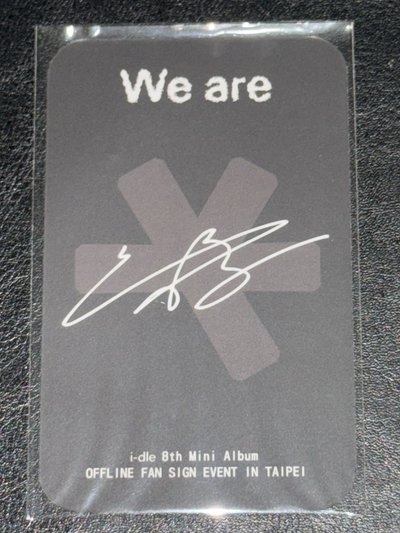 We are
i-dle 8th Mini Album
OFFLINE FAN SIGN EVENT IN TAIPEI